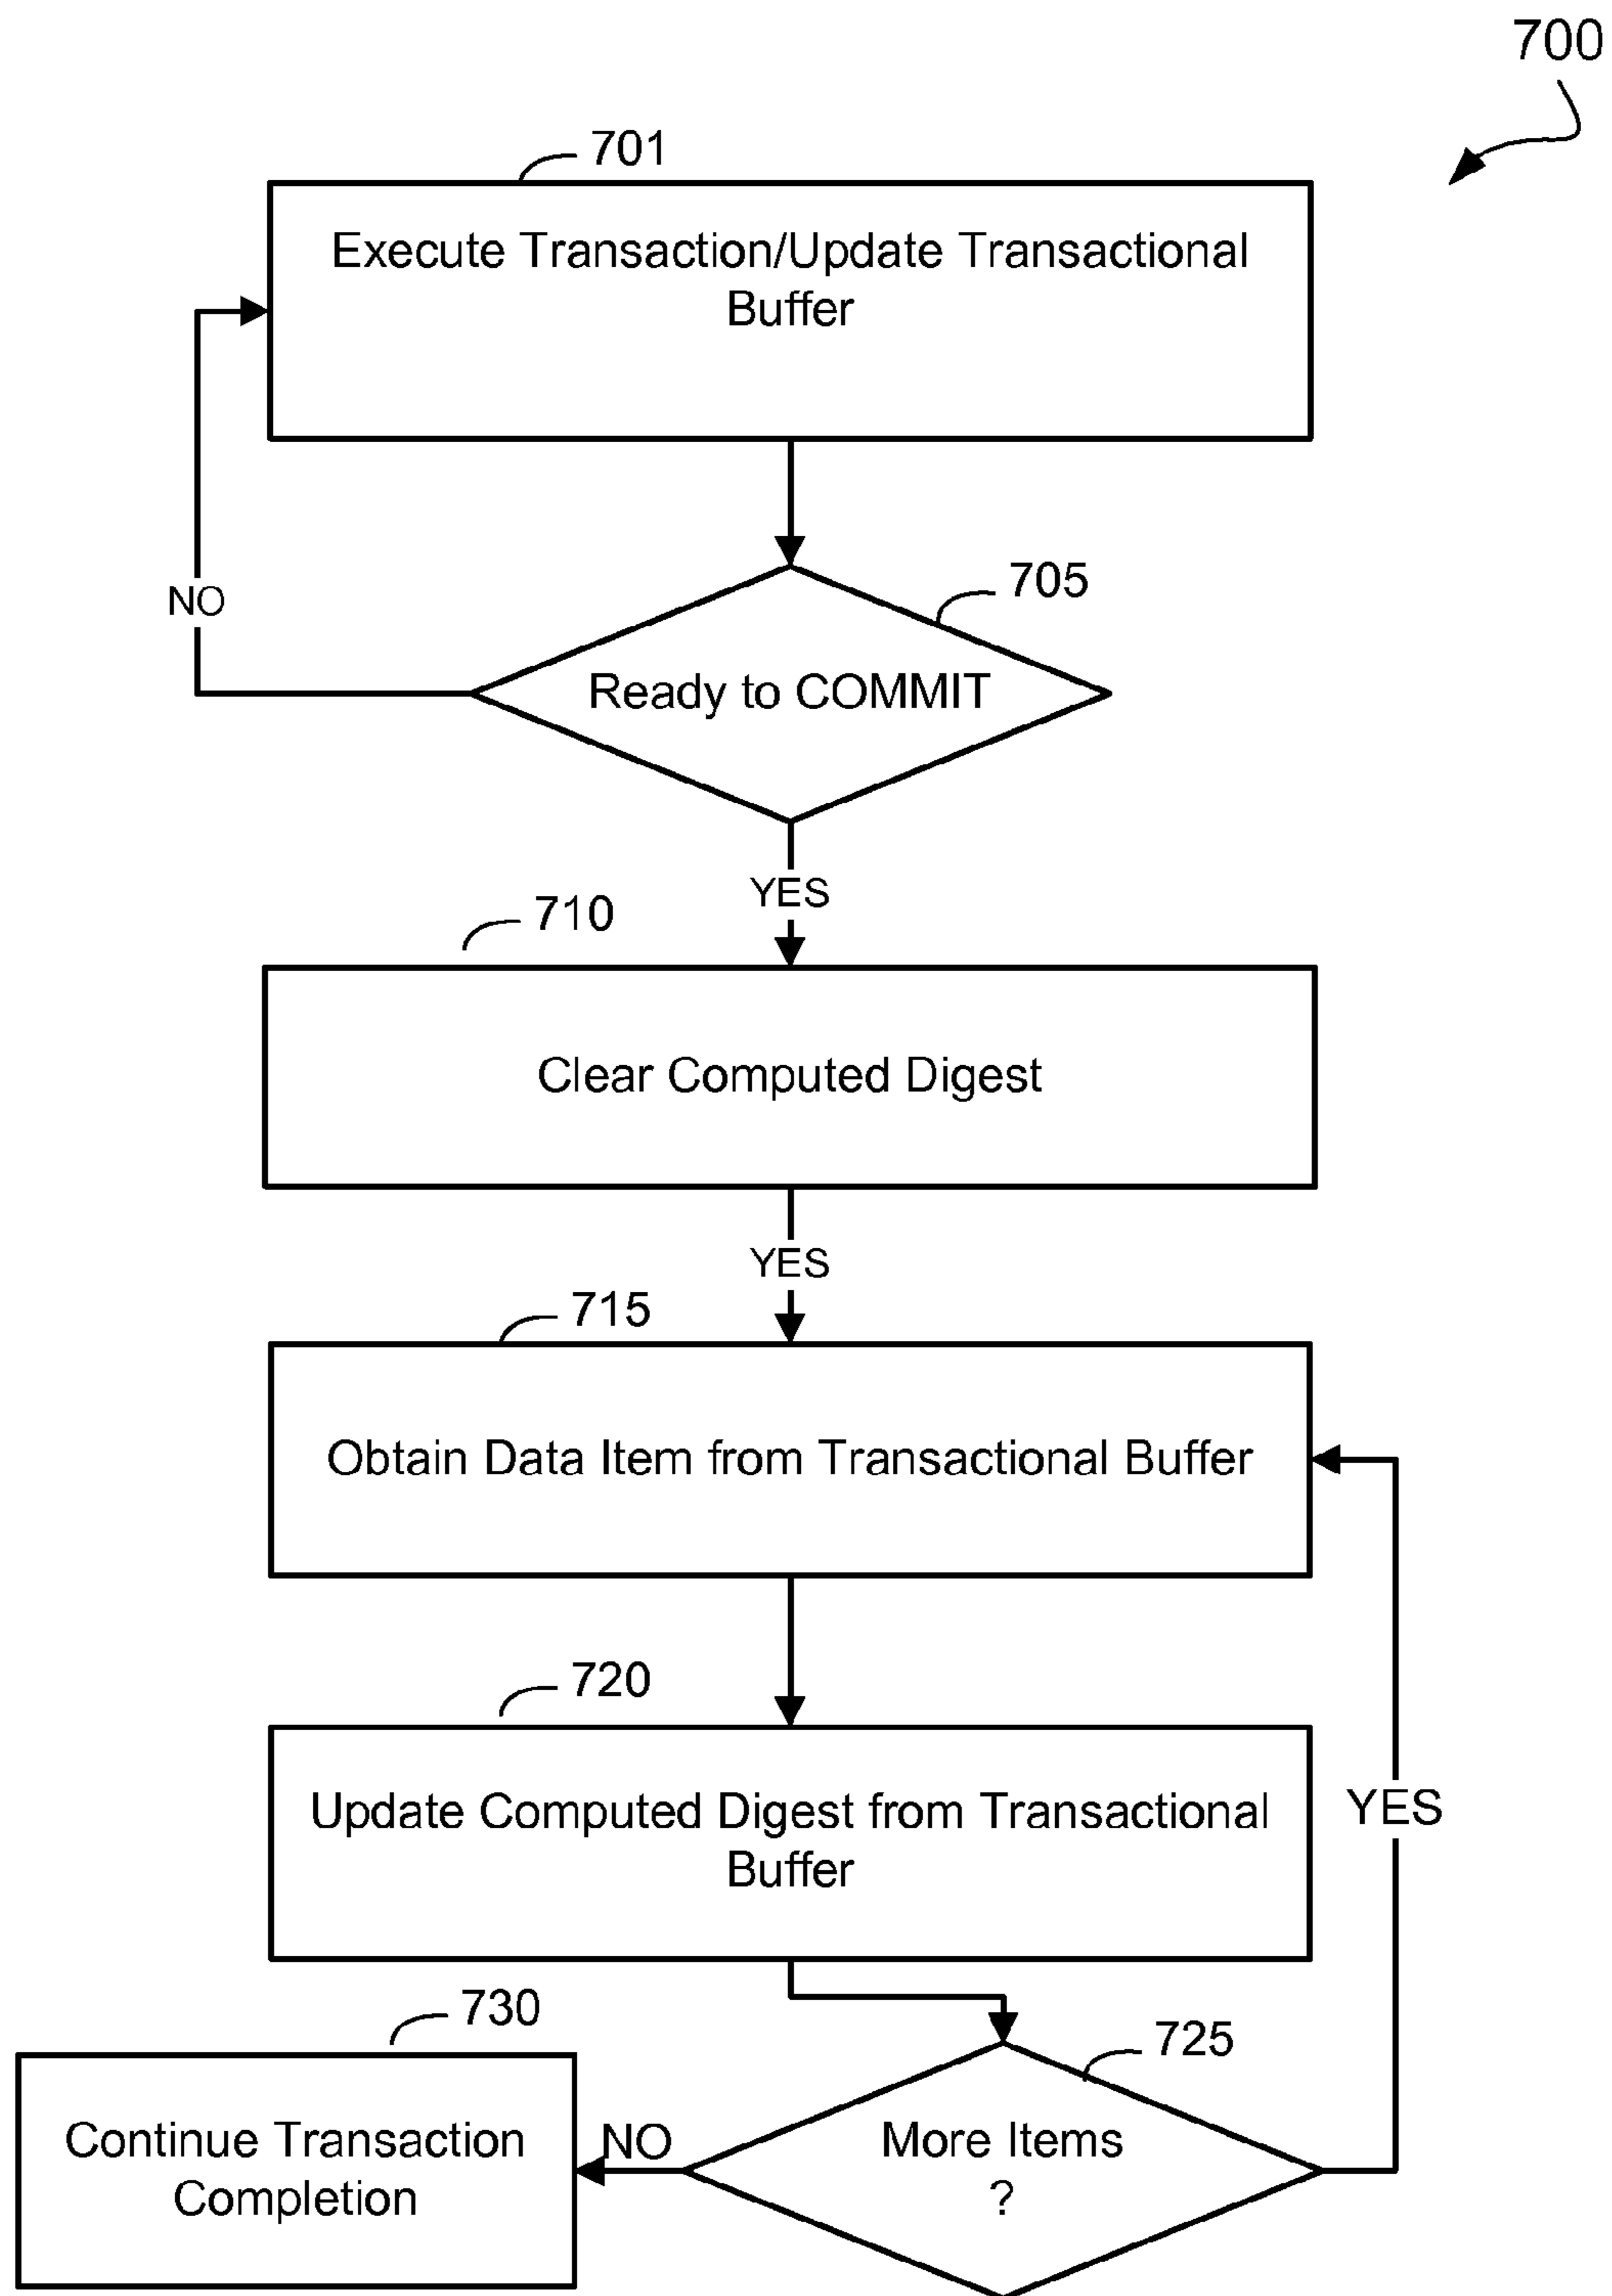 700
701
Execute Transaction/Update Transactional
Buffer
NO
705
Ready to COMMIT
YES
710
Clear Computed Digest
YES
715
Obtain Data Item from Transactional Buffer
720
Update Computed Digest from Transactional
Buffer
YES
730
725
Continue Transaction
Completion
NO
More Items
?